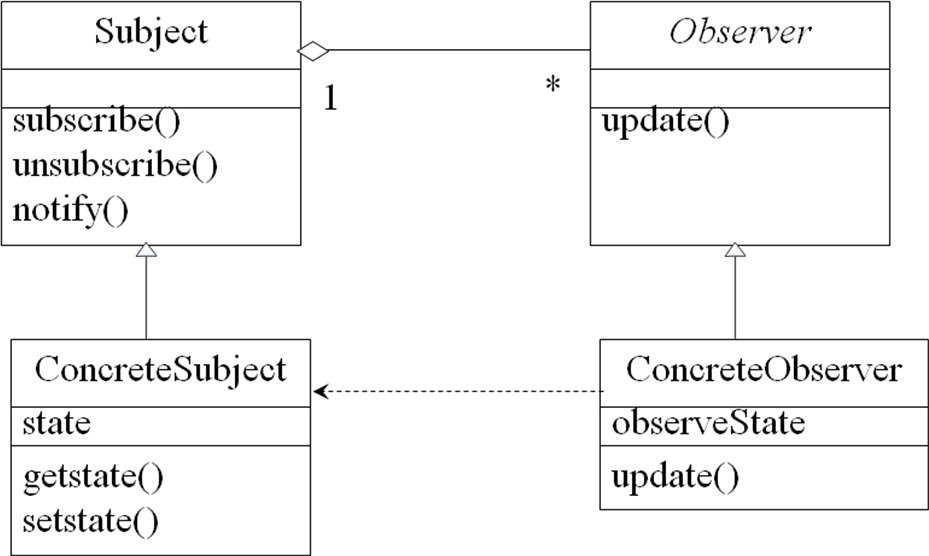 Subject
subscribe()
unsubscribe()
notify()
1
*
Observer
update()
ConcreteSubject
state
getstate()
setstate()
ConcreteObserver
observeState
update()